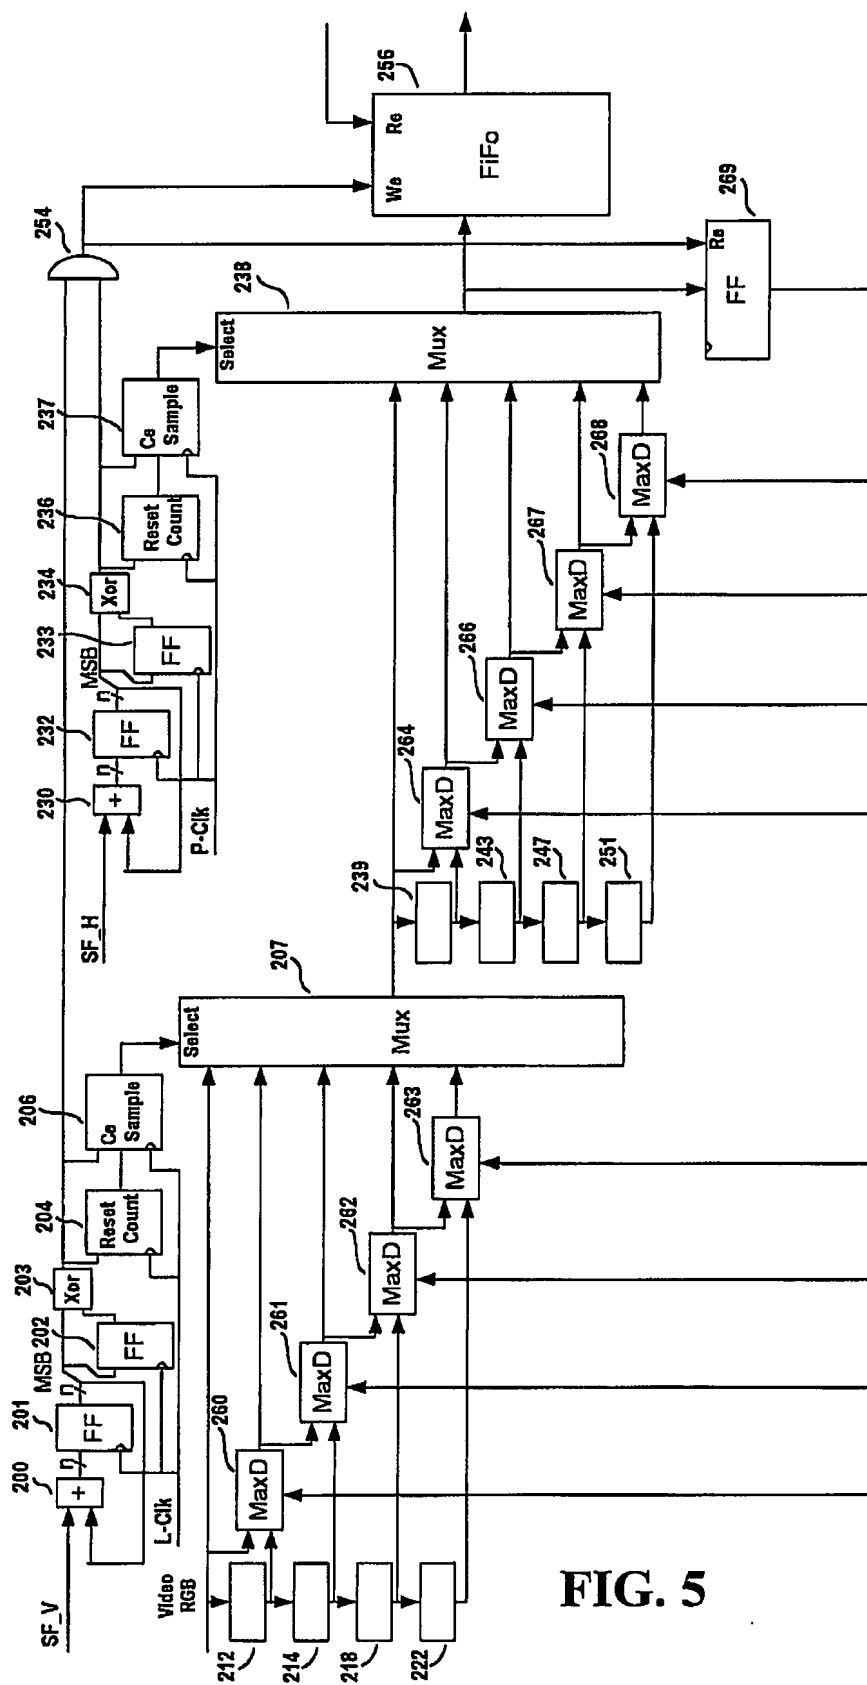 SF_V
200
+
n
201
FF
n
MSB
202
FF
203
Xor
204
Reset
Count
206
Ce
Sample
L-Clk
Video
RGB
207
Select
Mux
212
214
218
222
260
MaxD
261
MaxD
262
MaxD
263
MaxD
SF_H
230
+
n
232
FF
n
MSB
233
FF
234
Xor
236
Reset
Count
237
Ce
Sample
P-Clk
238
Select
Mux
239
243
247
251
264
MaxD
266
MaxD
267
MaxD
268
MaxD
254
256
We
Re
FiFo
269
Re
FF
FIG. 5